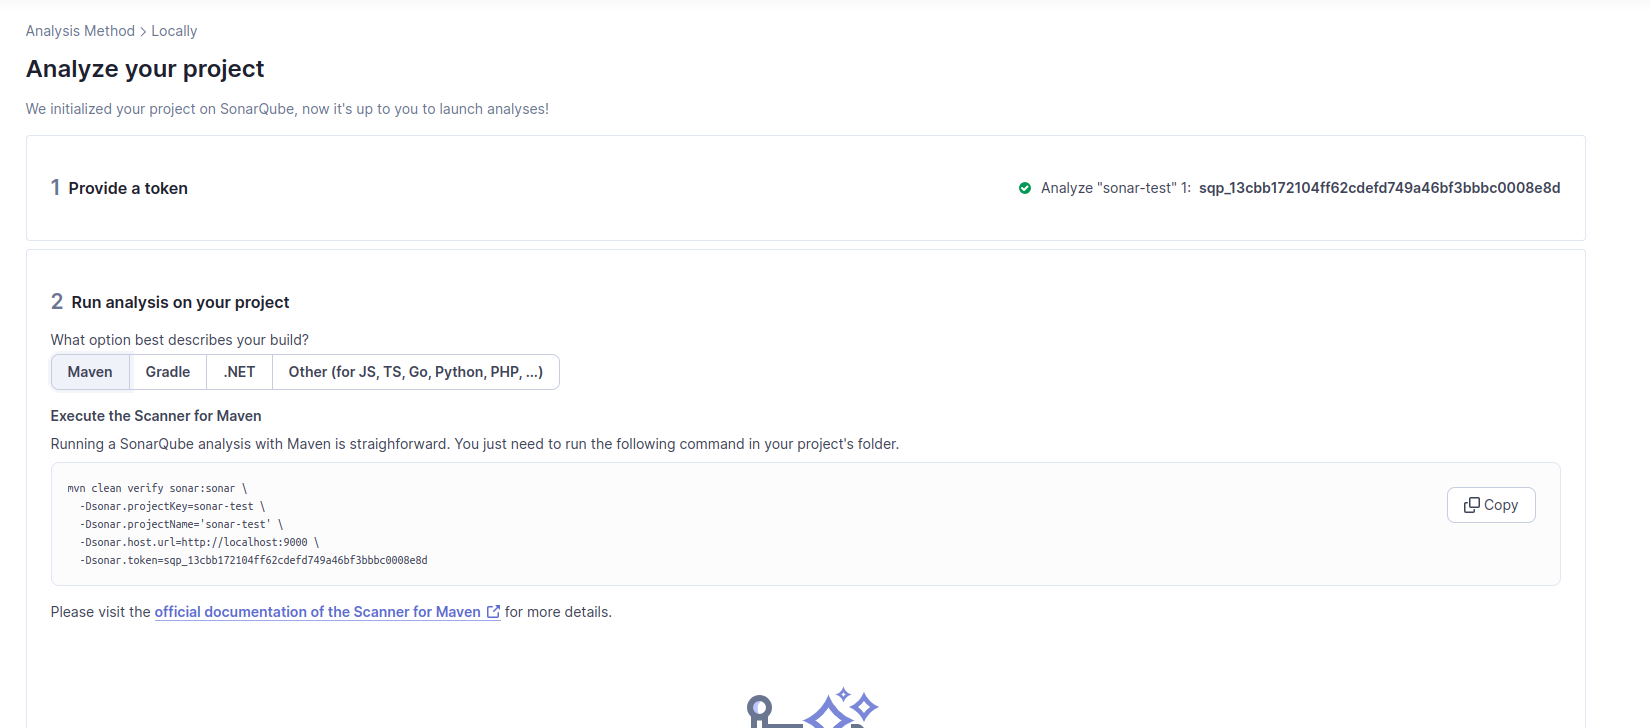 Analysis Method > Locally
Analyze your project
We initialized your project on SonarQube, now it's up to you to launch analyses!
1 Provide a token
Analyze "sonar-test" 1: sqp_13cbb172104ff62cdefd749a46bf3bbbc0008e8d
2 Run analysis on your project
What option best describes your build?
Maven Gradle .NET Other (for JS, TS, Go, Python, PHP, ...)
Execute the Scanner for Maven
Running a SonarQube analysis with Maven is straighforward. You just need to run the following command in your project's folder.
mvn clean verify sonar:sonar \
Copy
-Dsonar.projectKey=sonar-test \
-Dsonar.projectName='sonar-test' \
-Dsonar.host.url=http://localhost:9000 \
-Dsonar.token=sqp_13cbb172104ff62cdefd749a46bf3bbbc0008e8d
Please visit the official documentation of the Scanner for Maven for more details.